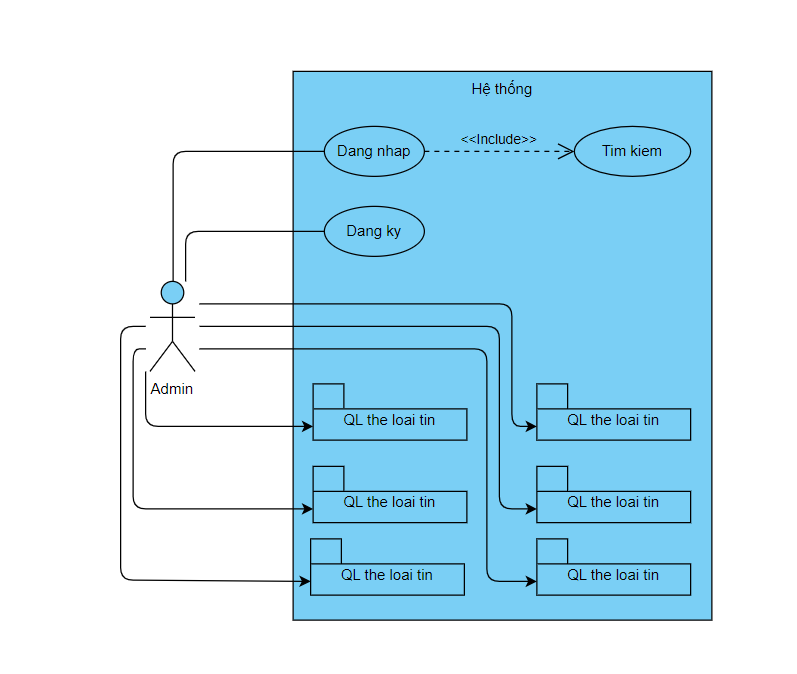 Hệ thống
Dang nhap
<<Include>>
Tim kiem
Dang ky
Admin
QL the loai tin
QL the loai tin
QL the loai tin
QL the loai tin
QL the loai tin
QL the loai tin